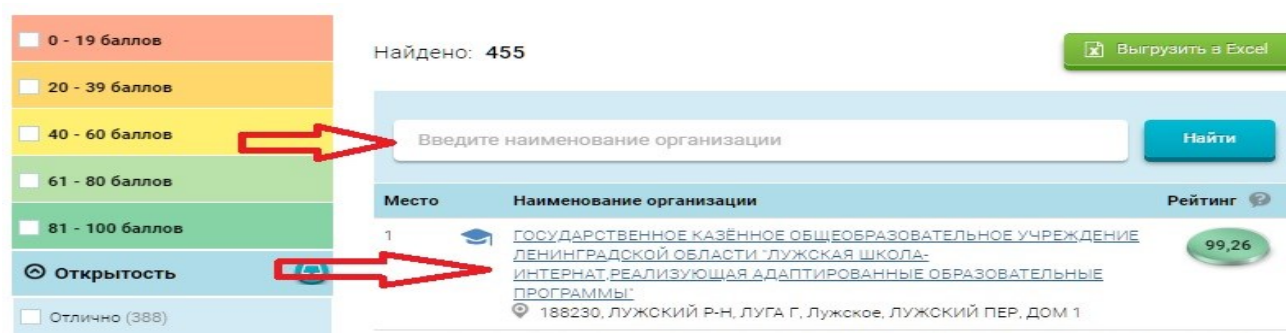 0 - 19 баллов
20 - 39 баллов
40 - 60 баллов
61 - 80 баллов
81 - 100 баллов
Открытость
Отлично (388)
Найдено: 455
Выгрузить в Excel
Введите наименование организации
Найти
Место Наименование организации Рейтинг
1
ГОСУДАРСТВЕННОЕ КАЗЁННОЕ ОБЩЕОБРАЗОВАТЕЛЬНОЕ УЧРЕЖДЕНИЕ
ЛЕНИНГРАДСКОЙ ОБЛАСТИ "ЛУЖСКАЯ ШКОЛА-
ИНТЕРНАТ,РЕАЛИЗУЮЩАЯ АДАПТИРОВАННЫЕ ОБРАЗОВАТЕЛЬНЫЕ
ПРОГРАММЫ"
188230, ЛУЖСКИЙ Р-Н, ЛУГА Г, Лужское, ЛУЖСКИЙ ПЕР, ДОМ 1
99,26